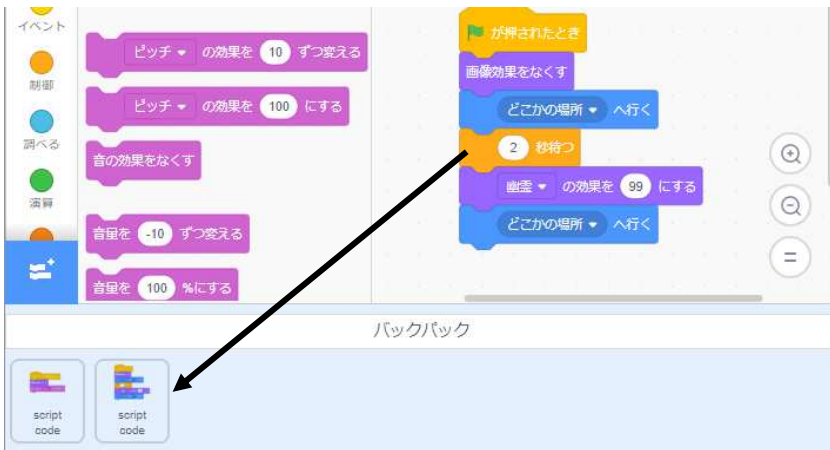 イベント
制御
調べる
演算
ピッチ の効果を 10 ずつ変える
ピッチ の効果を 100 にする
音の効果をなくす
音量を -10 ずつ変える
音量を 100 %にする
が押されたとき
画像効果をなくす
どこかの場所 へ行く
2 秒待つ
幽霊 の効果を 99 にする
どこかの場所 へ行く
バックパック
script
code
script
code